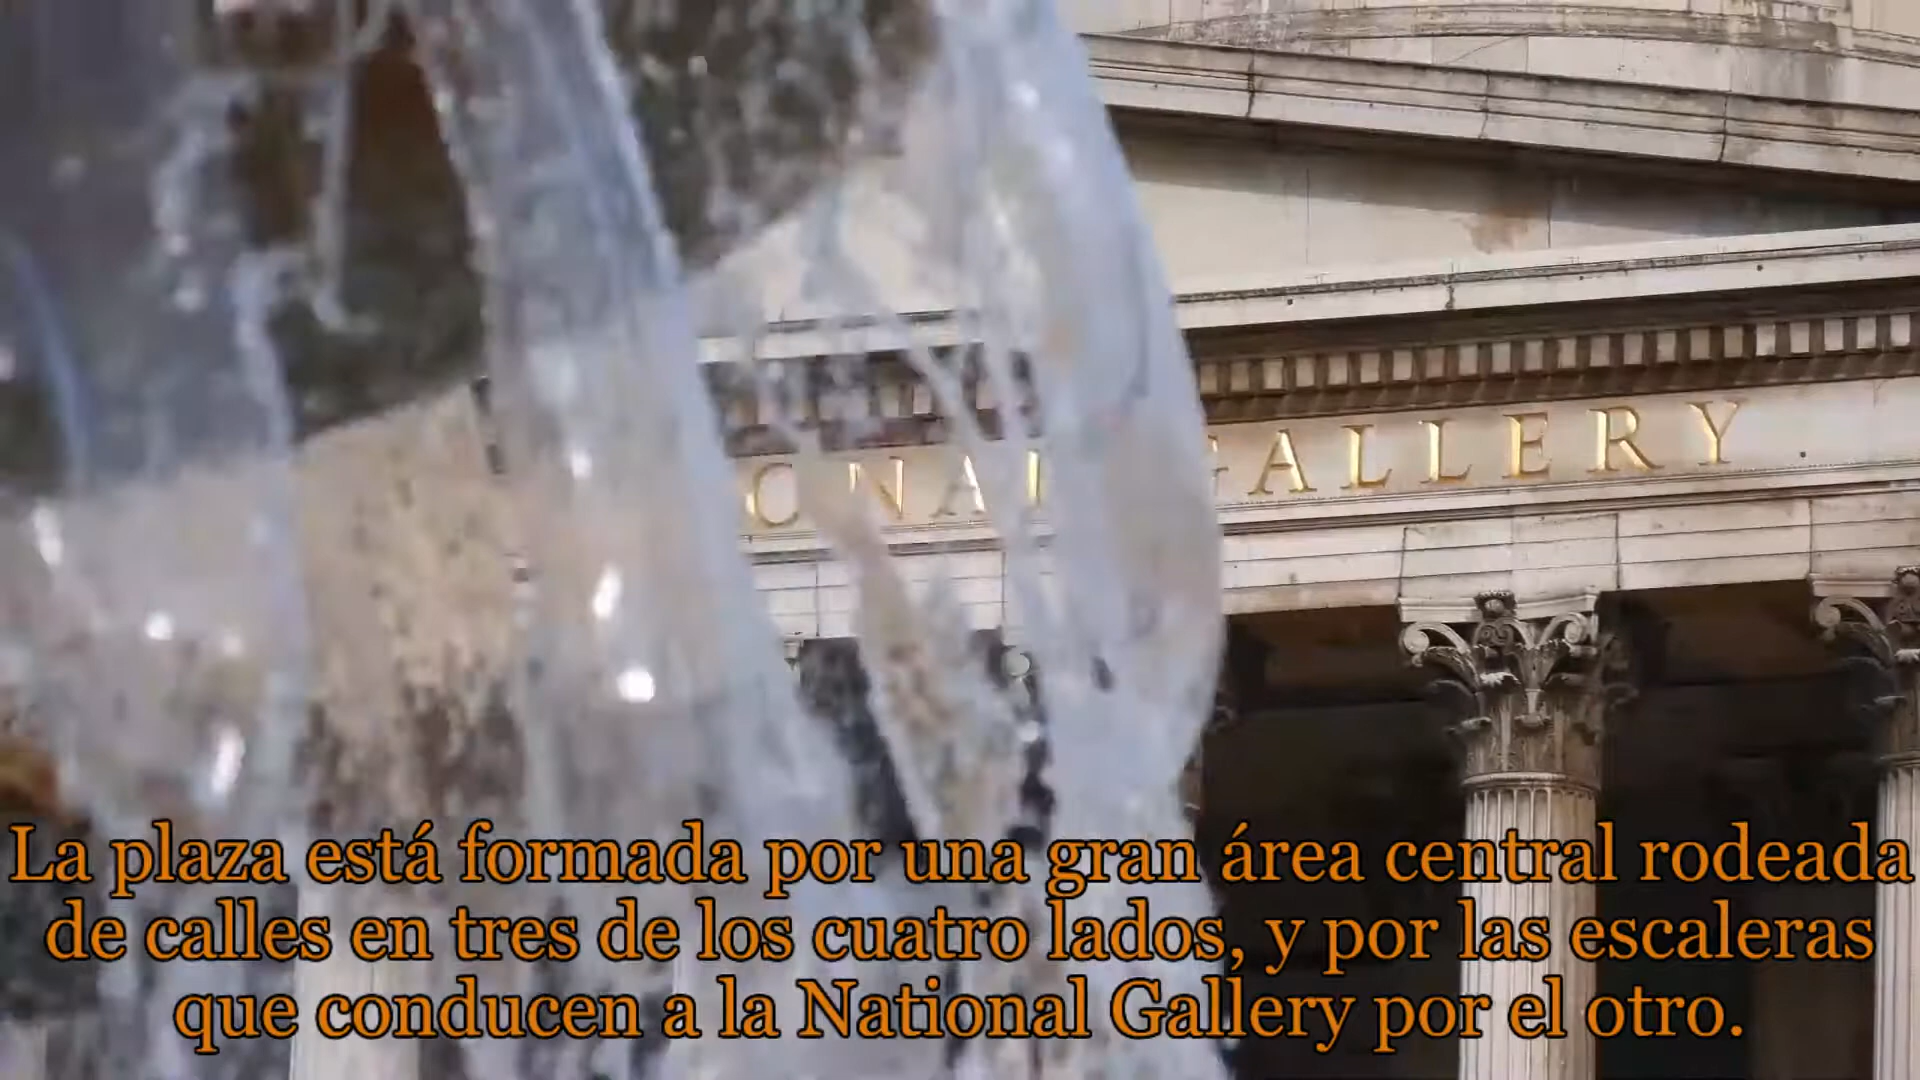 ONAL GALLERY
La plaza está formada por una gran área central rodeada
de calles en tres de los cuatro lados, y por las escaleras
que conducen a la National Gallery por el otro.